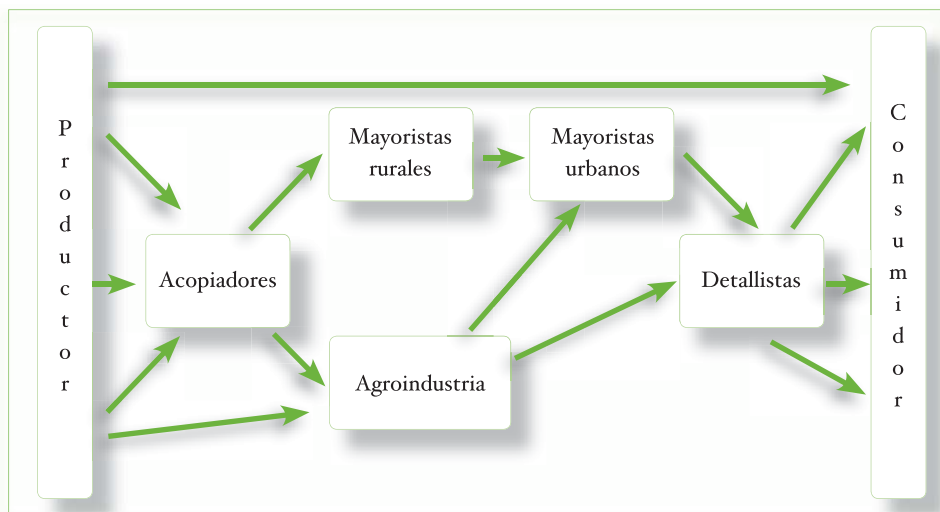 Productor
Mayoristas
rurales
Mayoristas
urbanos
Acopiadores
Detallistas
Agroindustria
Consumidor